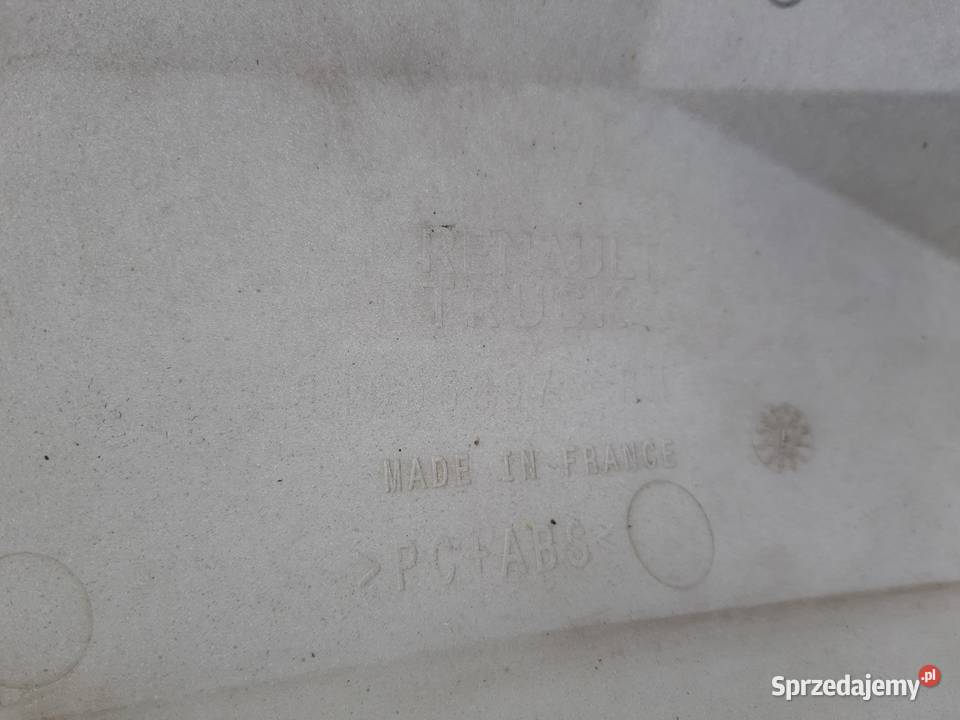 RENAULT
TRUCKS
MADE IN FRANCE
>PC+ABS<
Sprzedajemy.pl